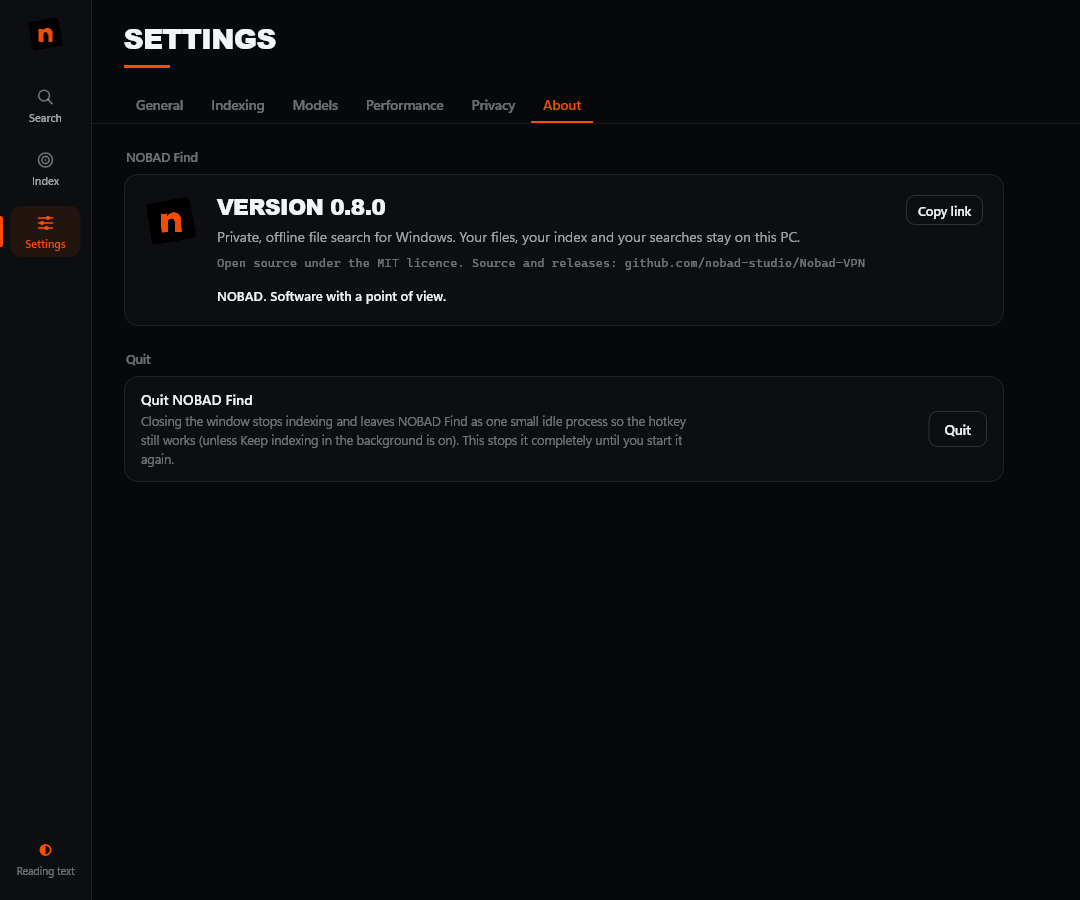 n
SETTINGS
General Indexing Models Performance Privacy About
Search
Index
Settings
NOBAD Find
n
VERSION 0.8.0
Copy link
Private, offline file search for Windows. Your files, your index and your searches stay on this PC.
Open source under the MIT licence. Source and releases: github.com/nobad-studio/Nobad-VPN
NOBAD. Software with a point of view.
Quit
Quit NOBAD Find
Closing the window stops indexing and leaves NOBAD Find as one small idle process so the hotkey
still works (unless Keep indexing in the background is on). This stops it completely until you start it
again.
Quit
Reading text